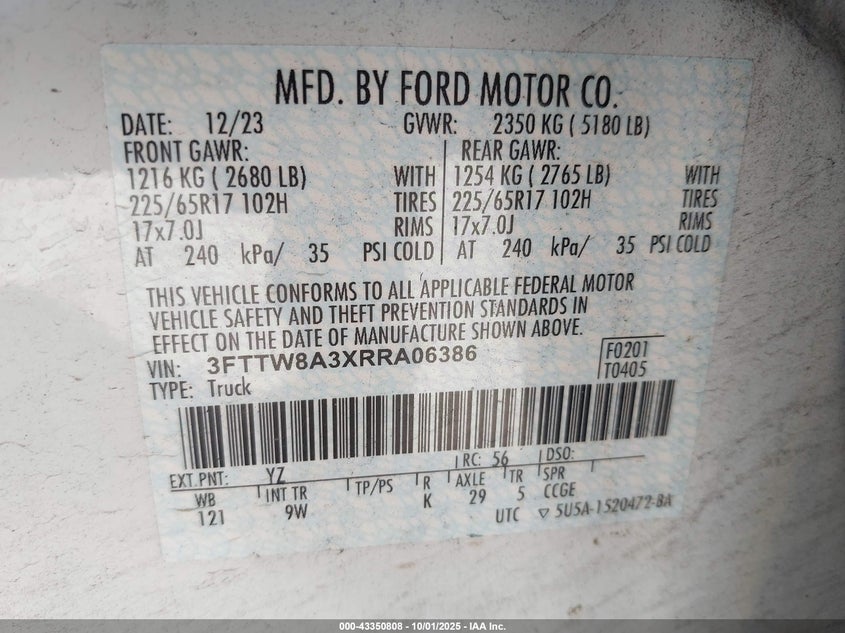 MFD. BY FORD MOTOR CO.
DATE: 12/23 GVWR: 2350 KG ( 5180 LB)
FRONT GAWR: REAR GAWR:
1216 KG ( 2680 LB) WITH 1254 KG ( 2765 LB) WITH
225/65R17 102H TIRES 225/65R17 102H TIRES
17x7.0J RIMS 17x7.0J RIMS
AT 240 kPa/ 35 PSI COLD AT 240 kPa/ 35 PSI COLD
THIS VEHICLE CONFORMS TO ALL APPLICABLE FEDERAL MOTOR
VEHICLE SAFETY AND THEFT PREVENTION STANDARDS IN
EFFECT ON THE DATE OF MANUFACTURE SHOWN ABOVE.
VIN: 3FTTW8A3XRRA06386 F0201
TYPE: Truck T0405
RC: 56 DSO:
EXT.PNT: YZ
WB INT TR TP/PS R AXLE TR SPR
121 9W K 29 5 CCGE
UTC ▽ 5U5A-1520472-BA
000-43350808 - 10/01/2025 - IAA Inc.